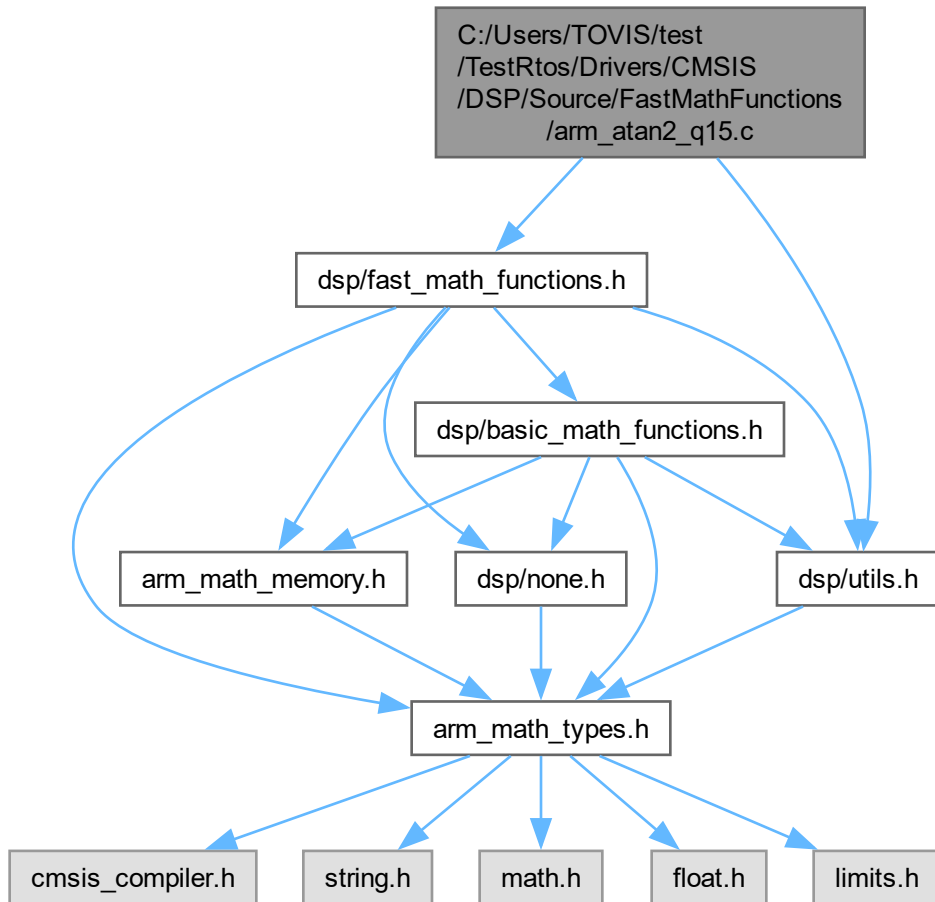 C:/Users/TOVIS/test
/TestRtos/Drivers/CMSIS
/DSP/Source/FastMathFunctions
/arm_atan2_q15.c
dsp/fast_math_functions.h
dsp/basic_math_functions.h
arm_math_memory.h
dsp/none.h
dsp/utils.h
arm_math_types.h
cmsis_compiler.h
string.h
math.h
float.h
limits.h